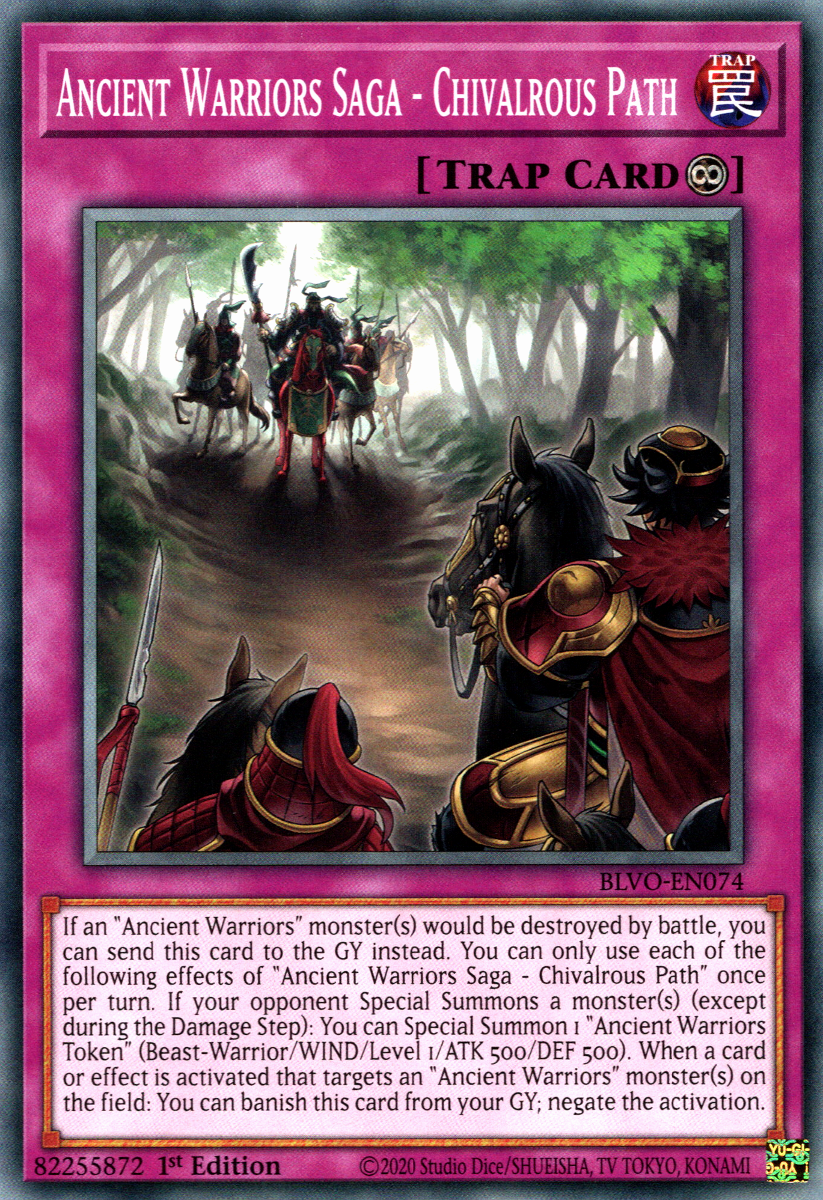 ANCIENT WARRIORS SAGA - CHIVALROUS PATH
TRAP
罠
[TRAP CARD]
BLVO-EN074
If an "Ancient Warriors" monster(s) would be destroyed by battle, you
can send this card to the GY instead. You can only use each of the
following effects of "Ancient Warriors Saga - Chivalrous Path" once
per turn. If your opponent Special Summons a monster(s) (except
during the Damage Step): You can Special Summon 1 "Ancient Warriors
Token" (Beast-Warrior/WIND/Level 1/ATK 500/DEF 500). When a card
or effect is activated that targets an "Ancient Warriors" monster(s) on
the field: You can banish this card from your GY; negate the activation.
82255872 1st Edition
©2020 Studio Dice/SHUEISHA, TV TOKYO, KONAMI